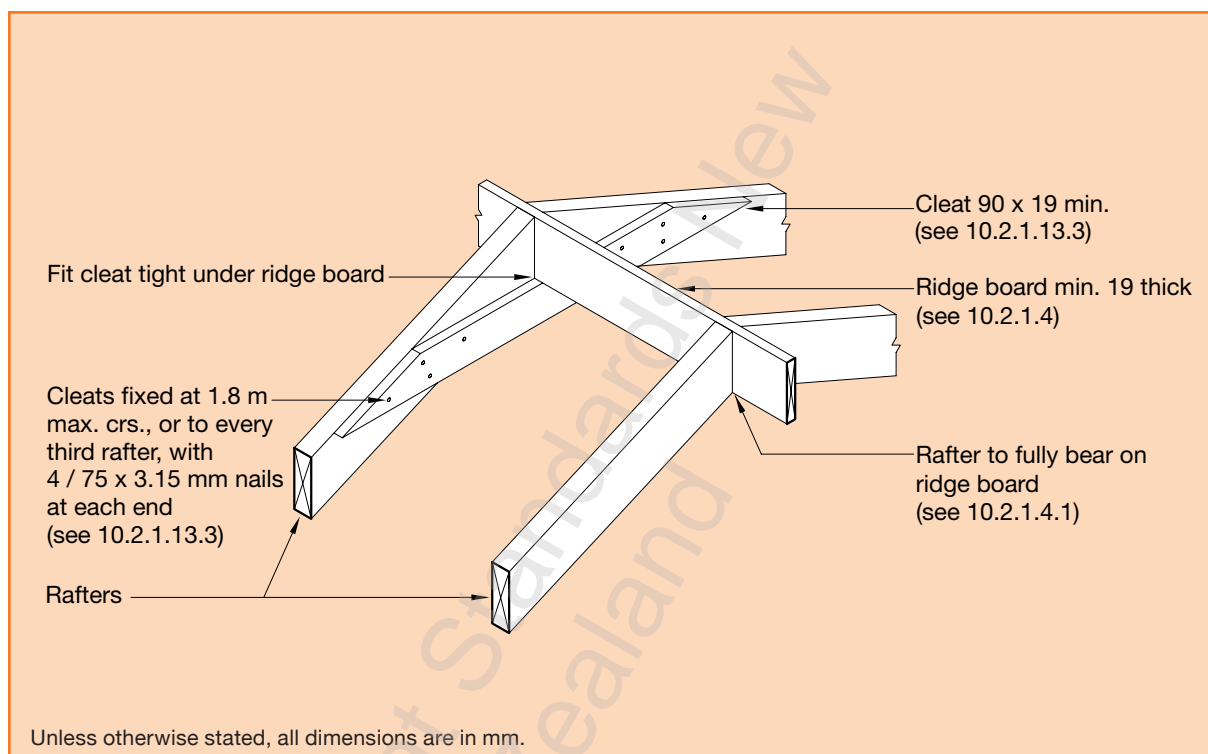 Fit cleat tight under ridge board
Cleats fixed at 1.8 m
max. crs., or to every
third rafter, with
4 / 75 x 3.15 mm nails
at each end
(see 10.2.1.13.3)
Rafters
Cleat 90 x 19 min.
(see 10.2.1.13.3)
Ridge board min. 19 thick
(see 10.2.1.4)
Rafter to fully bear on
ridge board
(see 10.2.1.4.1)
Unless otherwise stated, all dimensions are in mm.
Standards New
Zealand